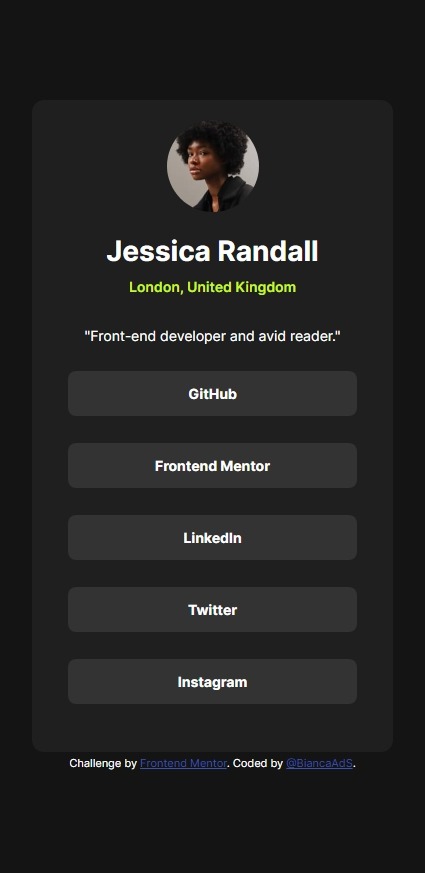 Jessica Randall
London, United Kingdom
"Front-end developer and avid reader."
GitHub
Frontend Mentor
LinkedIn
Twitter
Instagram
Challenge by Frontend Mentor. Coded by @BiancaAdS.